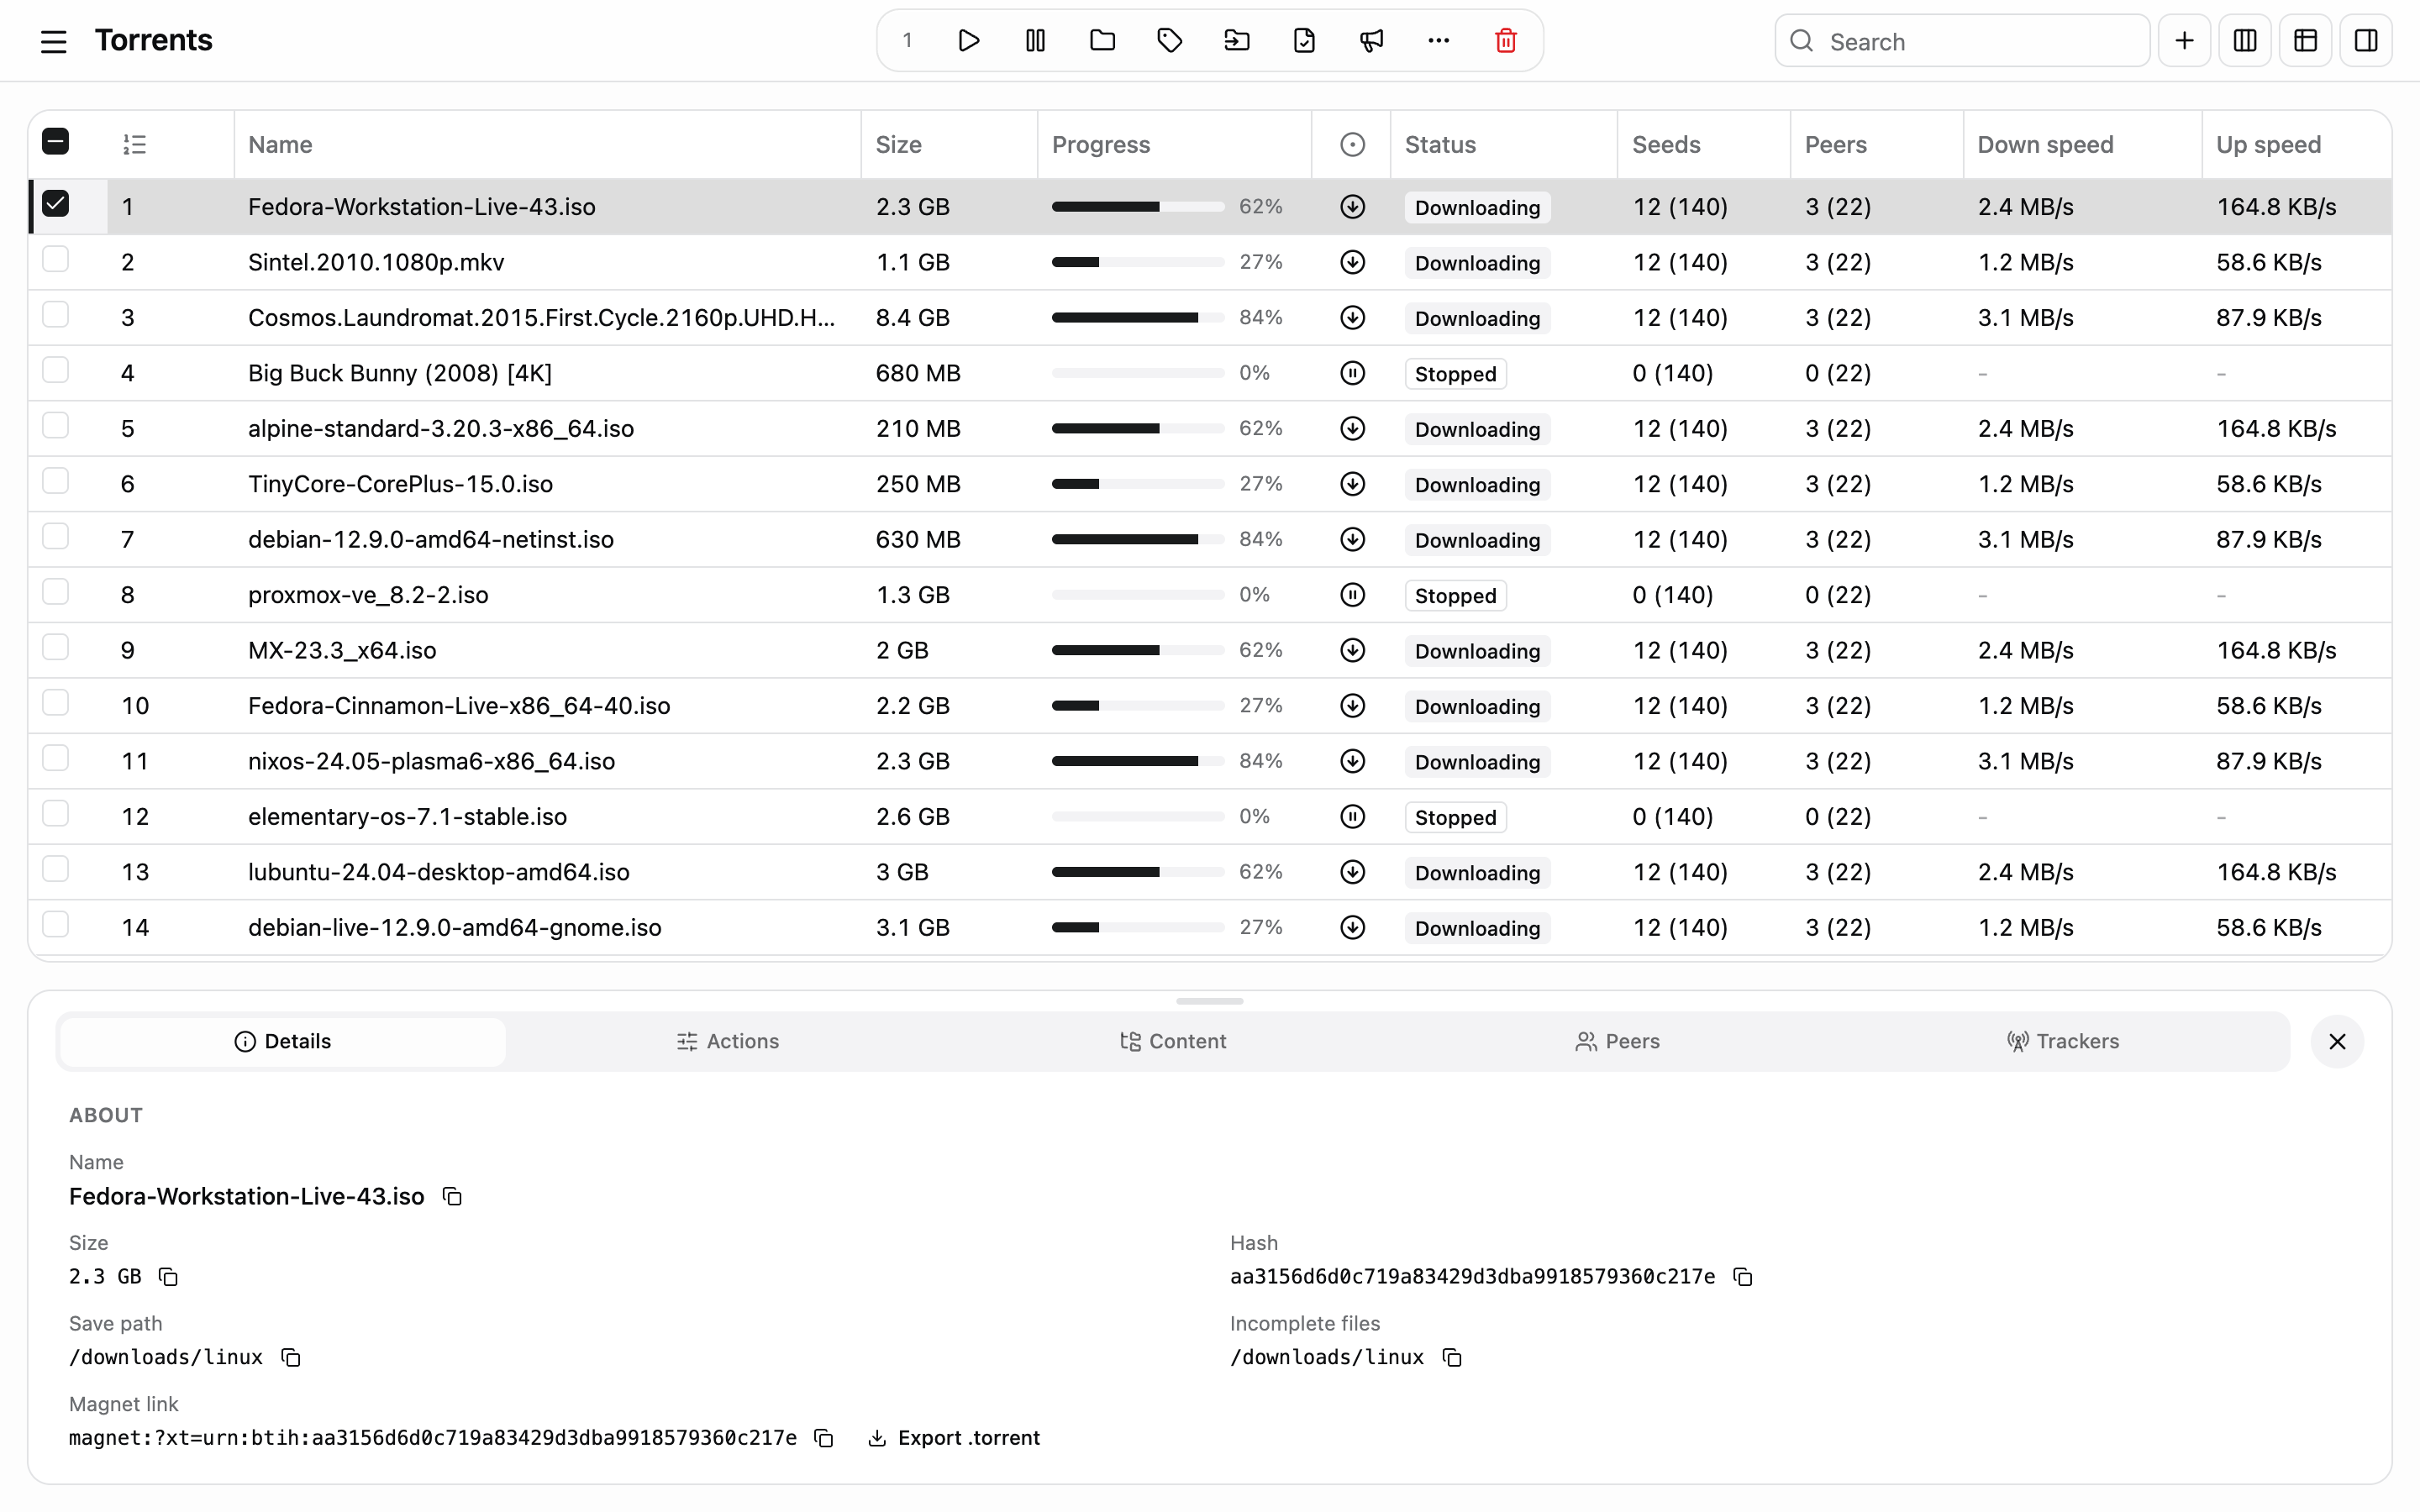 Torrents
1
Search
Name Size Progress Status Seeds Peers Down speed Up speed
1 Fedora-Workstation-Live-43.iso 2.3 GB 62% Downloading 12 (140) 3 (22) 2.4 MB/s 164.8 KB/s
2 Sintel.2010.1080p.mkv 1.1 GB 27% Downloading 12 (140) 3 (22) 1.2 MB/s 58.6 KB/s
3 Cosmos.Laundromat.2015.First.Cycle.2160p.UHD.H... 8.4 GB 84% Downloading 12 (140) 3 (22) 3.1 MB/s 87.9 KB/s
4 Big Buck Bunny (2008) [4K] 680 MB 0% Stopped 0 (140) 0 (22) - -
5 alpine-standard-3.20.3-x86_64.iso 210 MB 62% Downloading 12 (140) 3 (22) 2.4 MB/s 164.8 KB/s
6 TinyCore-CorePlus-15.0.iso 250 MB 27% Downloading 12 (140) 3 (22) 1.2 MB/s 58.6 KB/s
7 debian-12.9.0-amd64-netinst.iso 630 MB 84% Downloading 12 (140) 3 (22) 3.1 MB/s 87.9 KB/s
8 proxmox-ve_8.2-2.iso 1.3 GB 0% Stopped 0 (140) 0 (22) - -
9 MX-23.3_x64.iso 2 GB 62% Downloading 12 (140) 3 (22) 2.4 MB/s 164.8 KB/s
10 Fedora-Cinnamon-Live-x86_64-40.iso 2.2 GB 27% Downloading 12 (140) 3 (22) 1.2 MB/s 58.6 KB/s
11 nixos-24.05-plasma6-x86_64.iso 2.3 GB 84% Downloading 12 (140) 3 (22) 3.1 MB/s 87.9 KB/s
12 elementary-os-7.1-stable.iso 2.6 GB 0% Stopped 0 (140) 0 (22) - -
13 lubuntu-24.04-desktop-amd64.iso 3 GB 62% Downloading 12 (140) 3 (22) 2.4 MB/s 164.8 KB/s
14 debian-live-12.9.0-amd64-gnome.iso 3.1 GB 27% Downloading 12 (140) 3 (22) 1.2 MB/s 58.6 KB/s
Details Actions Content Peers Trackers
ABOUT
Name
Fedora-Workstation-Live-43.iso
Size Hash
2.3 GB aa3156d6d0c719a83429d3dba9918579360c217e
Save path Incomplete files
/downloads/linux /downloads/linux
Magnet link
magnet:?xt=urn:btih:aa3156d6d0c719a83429d3dba9918579360c217e Export .torrent